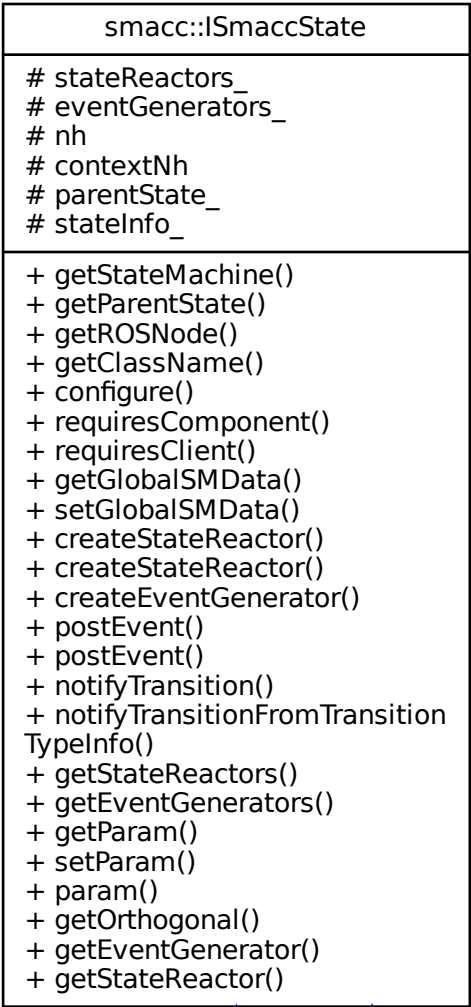 smacc::ISmaccState
# stateReactors_
# eventGenerators_
# nh
# contextNh
# parentState_
# stateInfo_
+ getStateMachine()
+ getParentState()
+ getROSNode()
+ getClassName()
+ configure()
+ requiresComponent()
+ requiresClient()
+ getGlobalSMData()
+ setGlobalSMData()
+ createStateReactor()
+ createStateReactor()
+ createEventGenerator()
+ postEvent()
+ postEvent()
+ notifyTransition()
+ notifyTransitionFromTransition
TypeInfo()
+ getStateReactors()
+ getEventGenerators()
+ getParam()
+ setParam()
+ param()
+ getOrthogonal()
+ getEventGenerator()
+ getStateReactor()